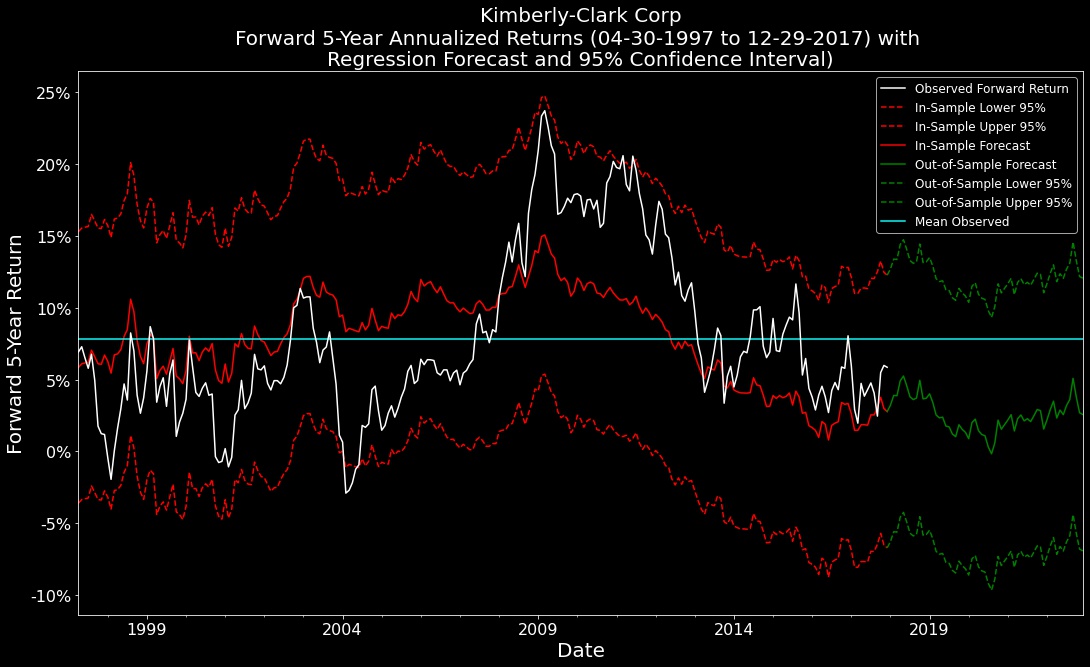 Kimberly-Clark Corp
Forward 5-Year Annualized Returns (04-30-1997 to 12-29-2017) with
Regression Forecast and 95% Confidence Interval)
Forward 5-Year Return
25%
20%
15%
10%
5%
0%
-5%
-10%
Observed Forward Return
In-Sample Lower 95%
In-Sample Upper 95%
In-Sample Forecast
Out-of-Sample Forecast
Out-of-Sample Lower 95%
Out-of-Sample Upper 95%
Mean Observed
1999
2004
2009
2014
2019
Date